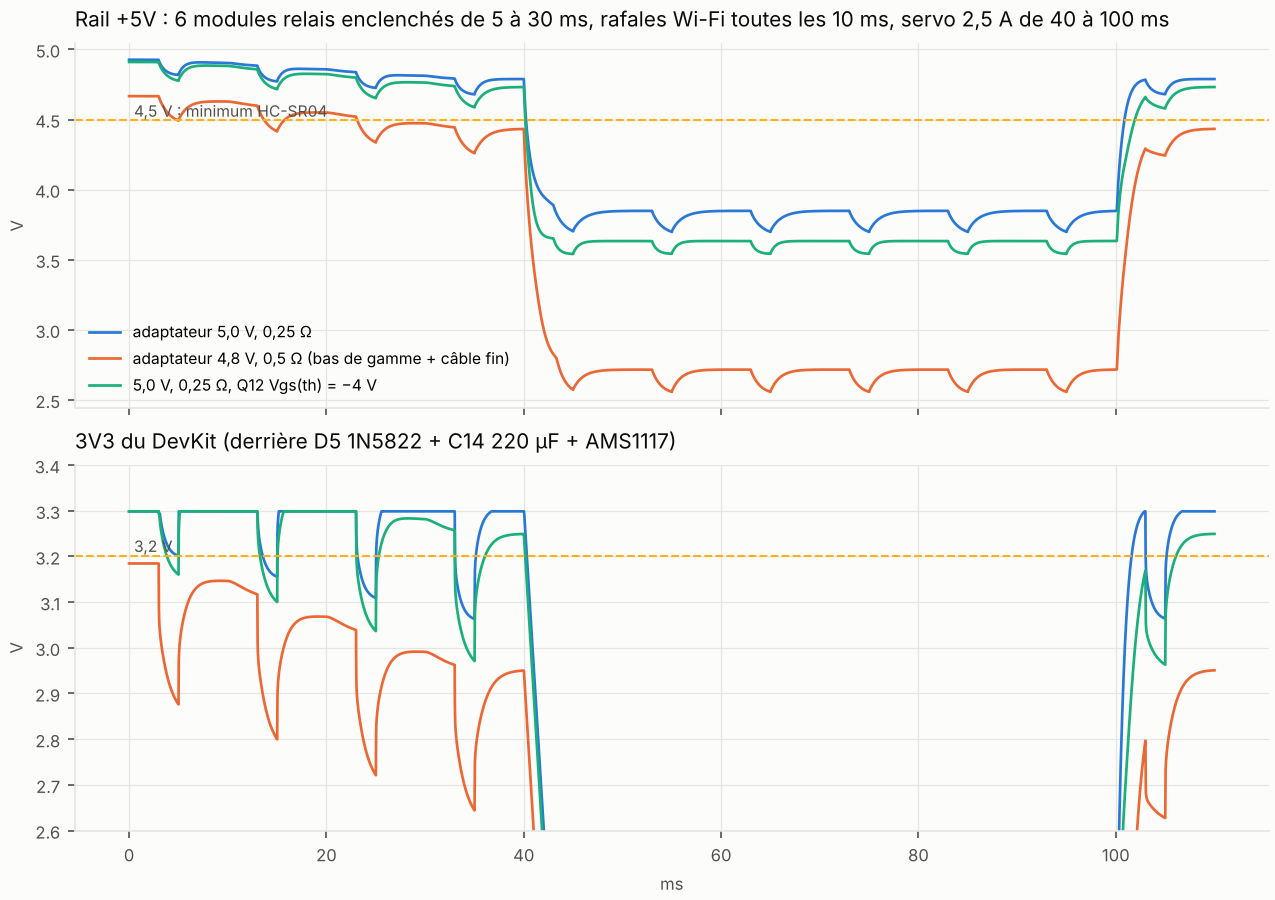 Rail +5V : 6 modules relais enclenchés de 5 à 30 ms, rafales Wi-Fi toutes les 10 ms, servo 2,5 A de 40 à 100 ms
5.0
4,5 V : minimum HC-SR04
4.5
4.0
V
3.5
3.0
adaptateur 5,0 V, 0,25 Ω
adaptateur 4,8 V, 0,5 Ω (bas de gamme + câble fin)
5,0 V, 0,25 Ω, Q12 Vgs(th) = −4 V
2.5
3V3 du DevKit (derrière D5 1N5822 + C14 220 µF + AMS1117)
3.4
3.3
3,2 V
3.2
3.1
3.0
V
2.9
2.8
2.7
2.6
0 20 40 60 80 100
ms